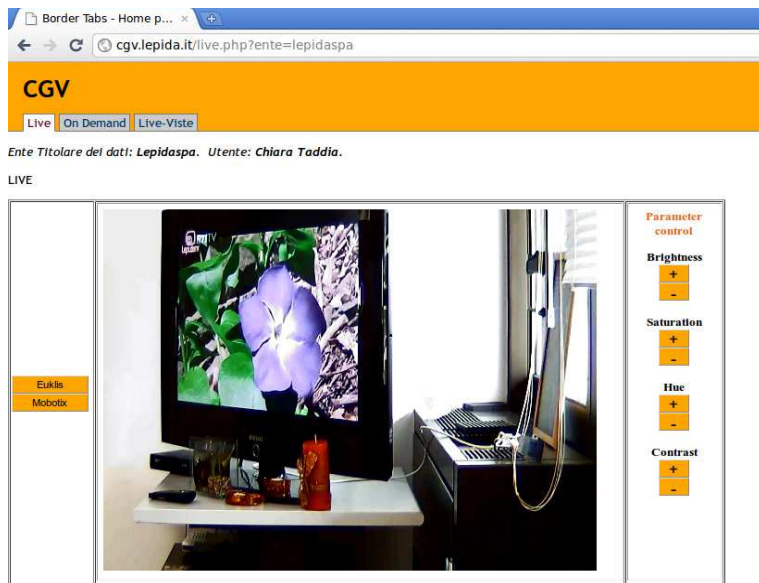 Border Tabs - Home p...
cgv.lepida.it/live.php?ente=lepidaspa
CGV
Live On Demand Live-Viste
Ente Titolare dei dati: Lepidaspa. Utente: Chiara Taddia.
LIVE
Parameter
control
Brightness
+
-
Saturation
+
-
Euklis
Mobotix
Hue
+
-
Contrast
+
-